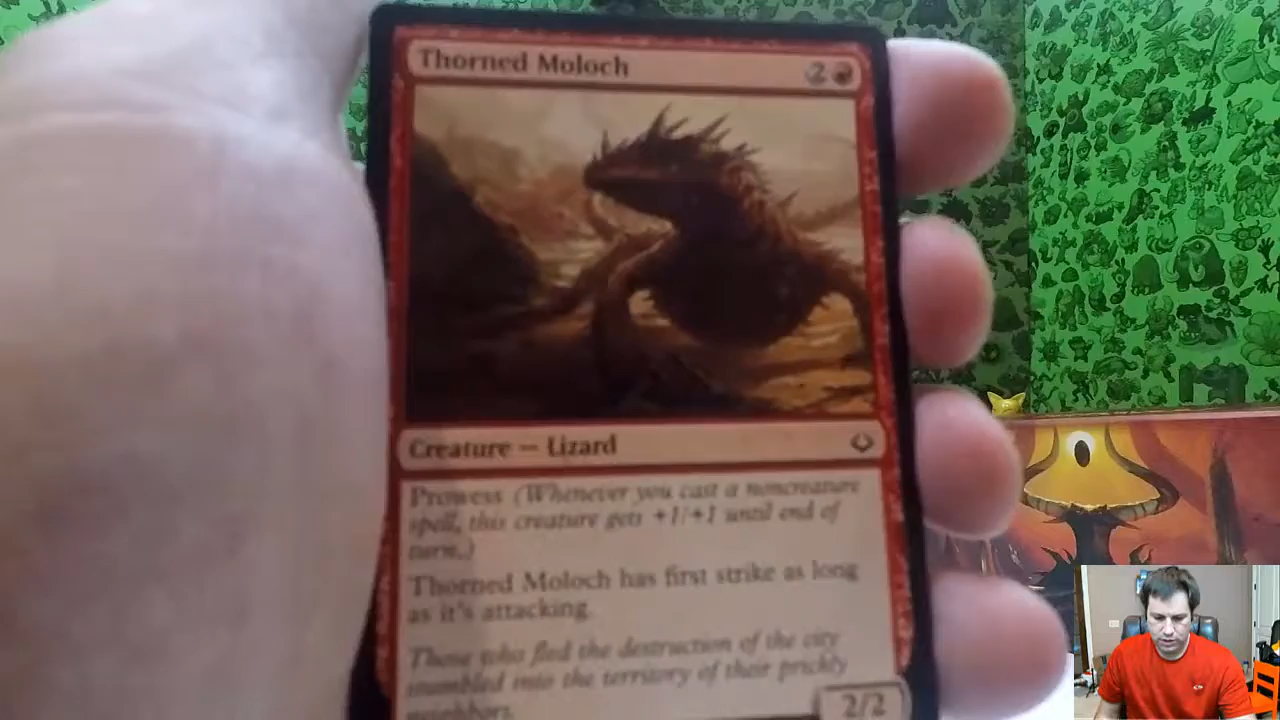 Thorned Moloch 2
Creature — Lizard
Prowess (Whenever you cast a noncreature
spell, this creature gets +1/+1 until end of
turn.)
Thorned Moloch has first strike as long
as it's attacking.
Those who fled the destruction of the city
stumbled into the territory of their prickly
neighbors.
2/2